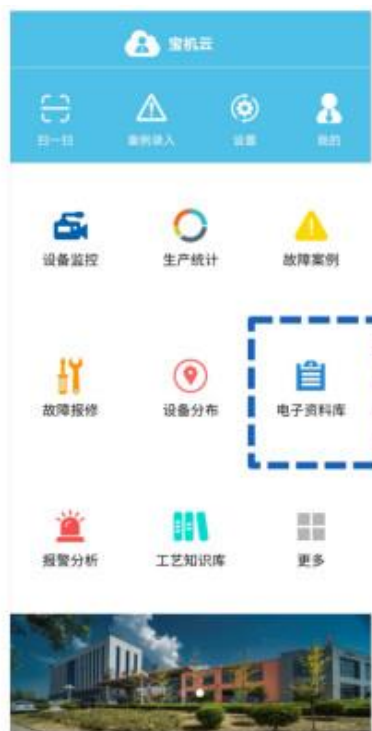 宝机云
扫一扫 案例录入 设置 我的
设备监控 生产统计 故障案例
故障报修 设备分布 电子资料库
报警分析 工艺知识库 更多